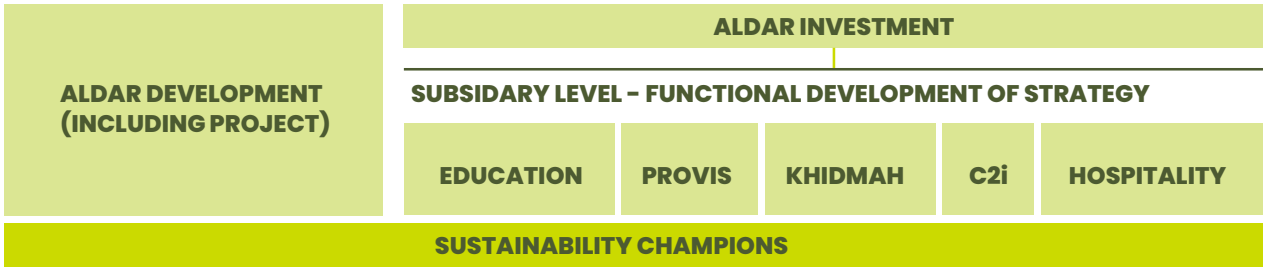 ALDAR DEVELOPMENT
(INCLUDING PROJECT)
ALDAR INVESTMENT
SUBSIDARY LEVEL - FUNCTIONAL DEVELOPMENT OF STRATEGY
EDUCATION
PROVIS
KHIDMAH
C2i
HOSPITALITY
SUSTAINABILITY CHAMPIONS